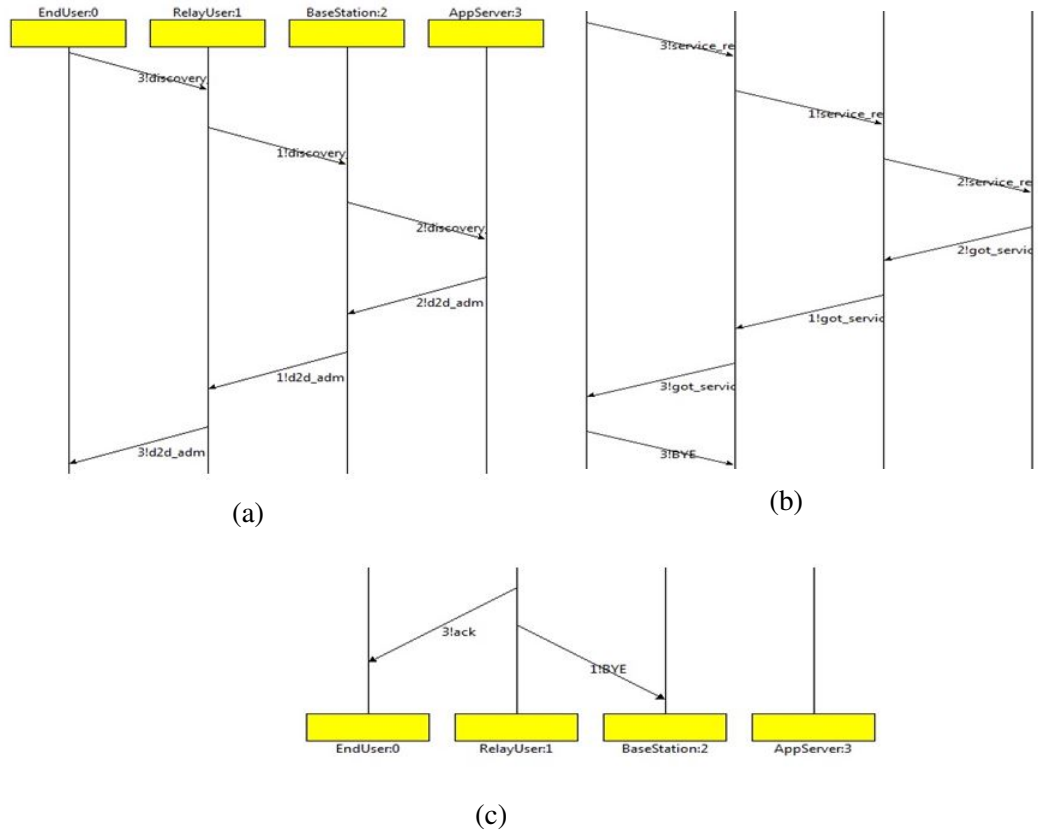 EndUser:0 RelayUser:1 BaseStation:2 AppServer:3
3!discovery
1!discovery
2!discovery
2!d2d_adm
1!d2d_adm
3!d2d_adm
(a)
3!service_re
1!service_re
2!service_re
2!got_servic
1!got_servic
3!got_servic
3!BYE
(b)
3!ack
1!BYE
EndUser:0 RelayUser:1 BaseStation:2 AppServer:3
(c)